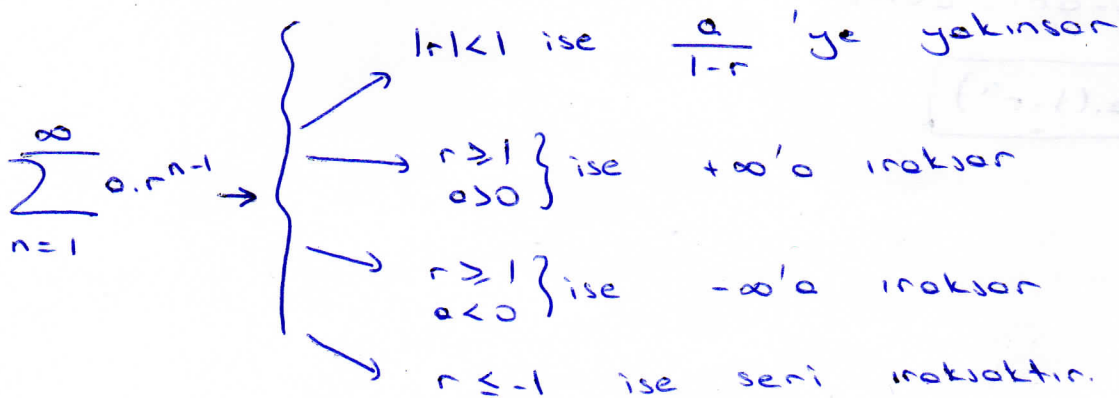 |r|<1 ise a/(1-r) 'ye yakınsar
∞
∑ a.r^(n-1) →
n=1
r ≥ 1
a>0 } ise +∞'a ıraksar
r ≥ 1
a<0 } ise -∞'a ıraksar
r ≤ -1 ise seri ıraksaktır.